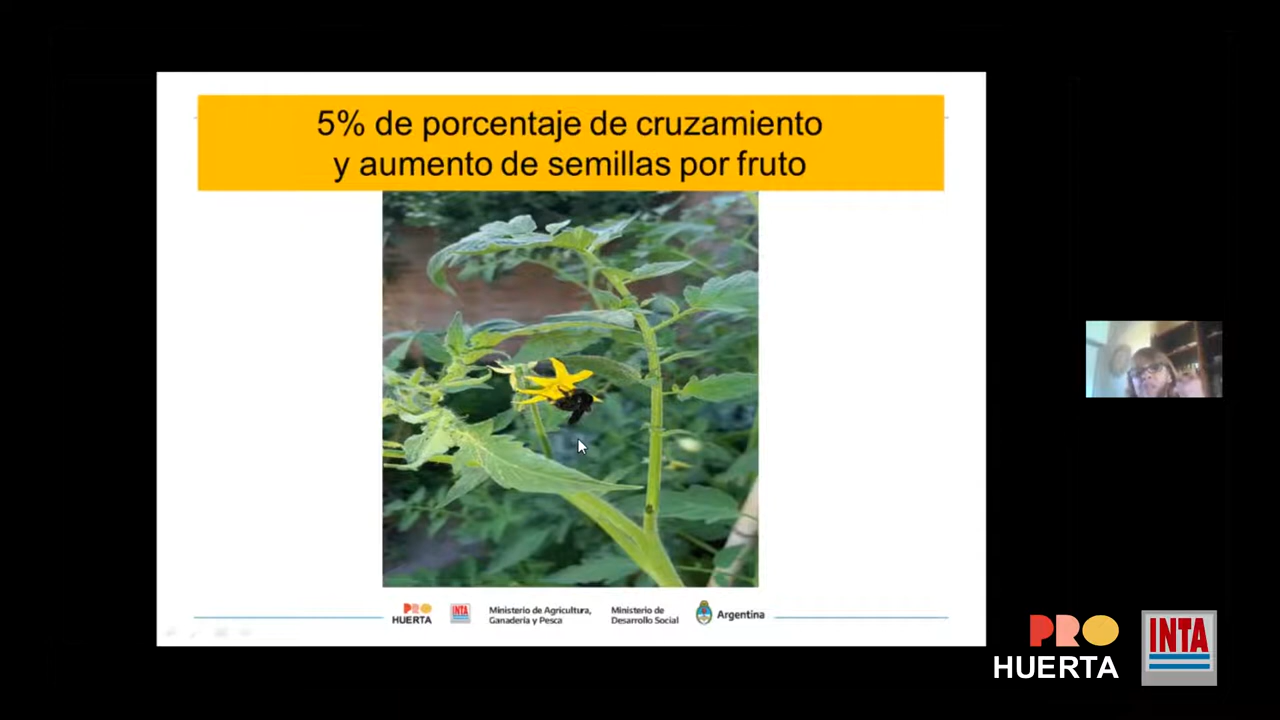 5% de porcentaje de cruzamiento
y aumento de semillas por fruto
PRO
HUERTA
INTA
Ministerio de Agricultura,
Ganadería y Pesca
Ministerio de
Desarrollo Social
Argentina
PRO
HUERTA
INTA